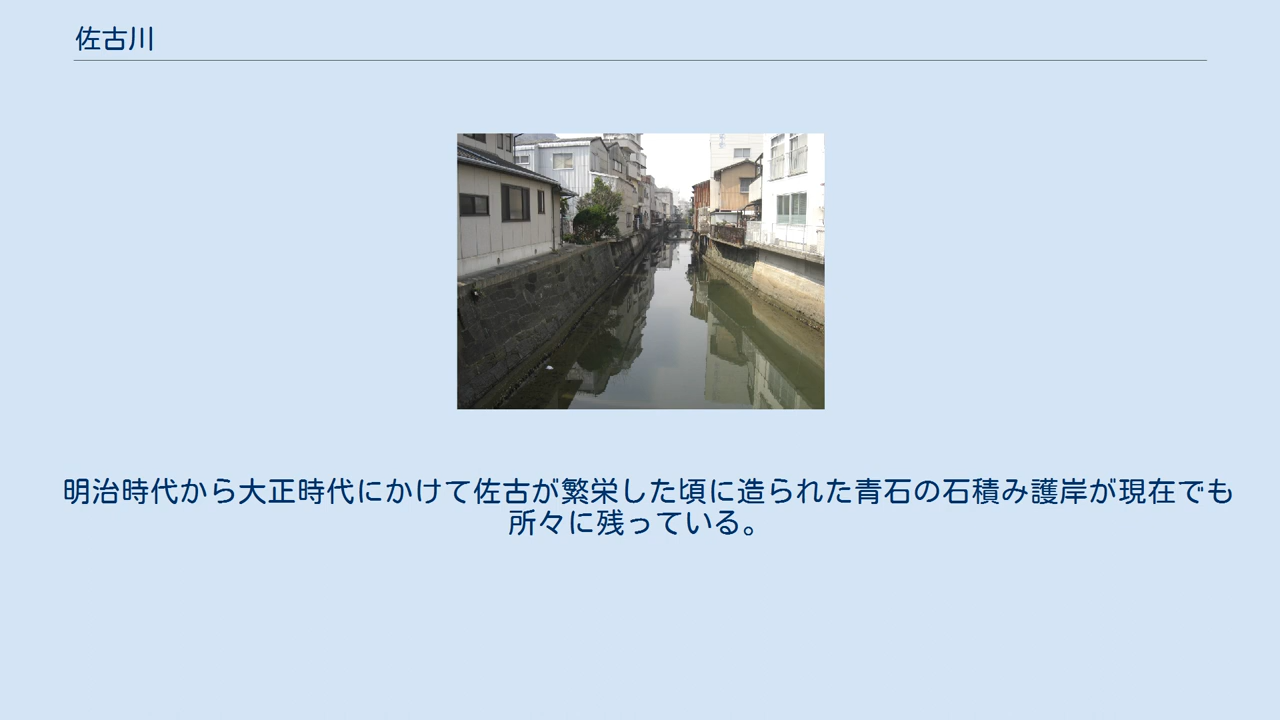 佐古川
明治時代から大正時代にかけて佐古が繁栄した頃に造られた青石の石積み護岸が現在でも
所々に残っている。